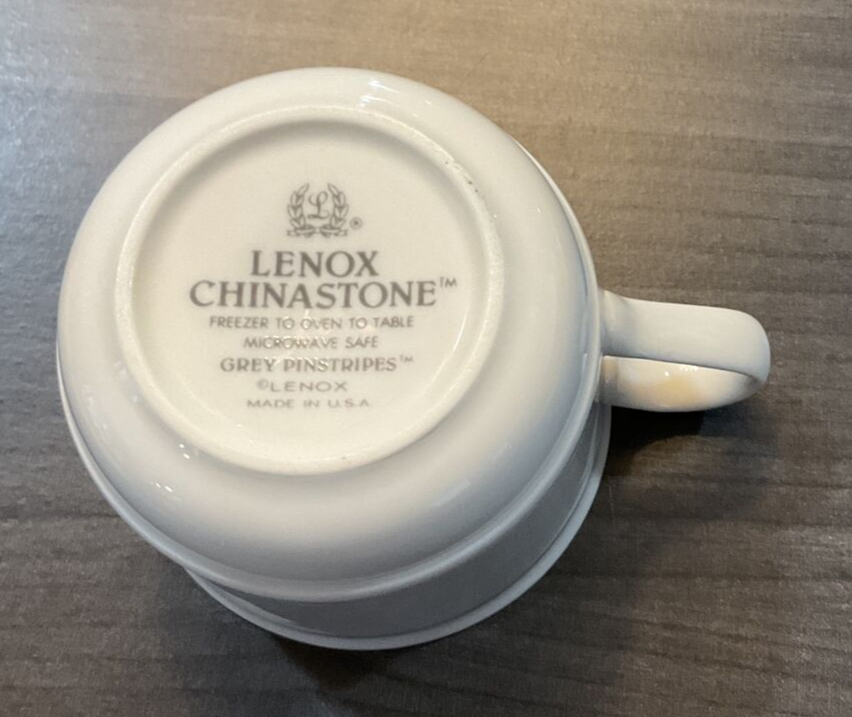 L ®
LENOX
CHINASTONE™
FREEZER TO OVEN TO TABLE
MICROWAVE SAFE
GREY PINSTRIPES™
©LENOX
MADE IN U.S.A.